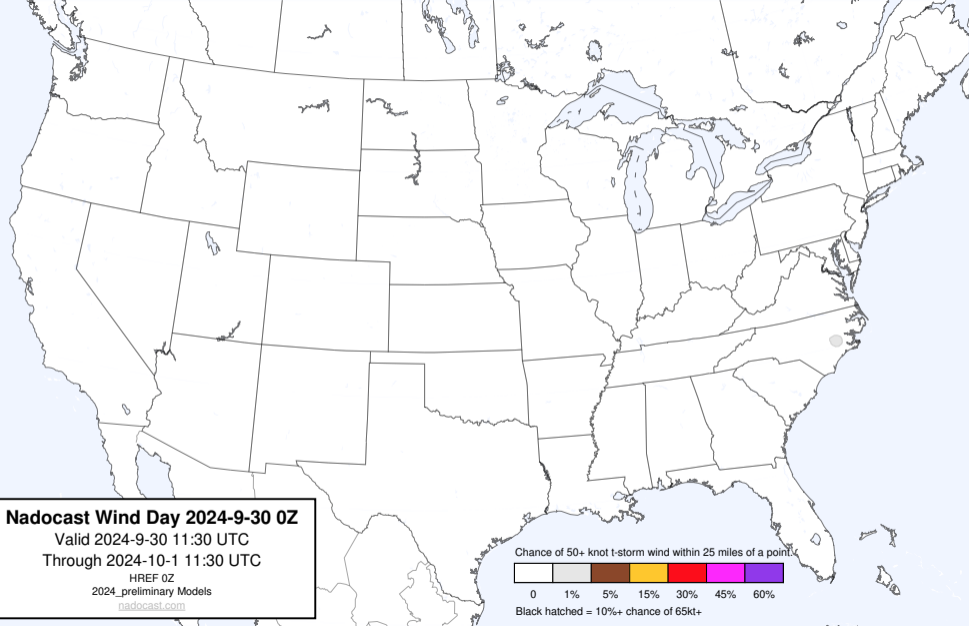 Nadocast Wind Day 2024-9-30 0Z
Valid 2024-9-30 11:30 UTC
Through 2024-10-1 11:30 UTC
HREF 0Z
2024_preliminary Models
nadocast.com
Chance of 50+ knot t-storm wind within 25 miles of a point.
0 1% 5% 15% 30% 45% 60%
Black hatched = 10%+ chance of 65kt+